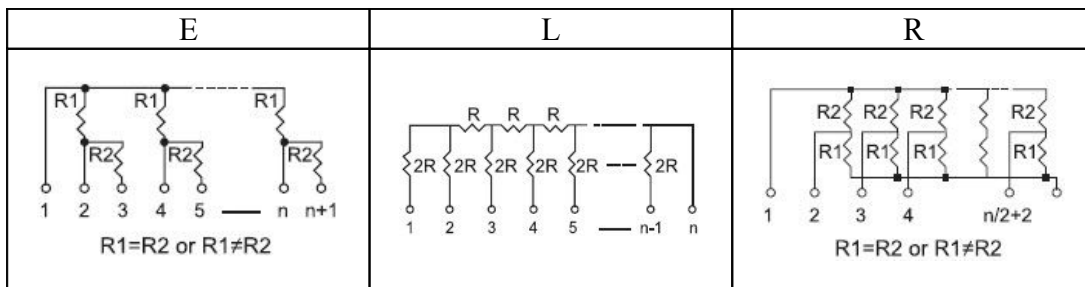 E L R
R1 R1 R1
R2 R2 R2
1 2 3 4 5 n n+1
R1=R2 or R1≠R2
R R R
2R 2R 2R 2R 2R 2R
1 2 3 4 5 n-1 n
R2 R2 R2 R2
R1 R1 R1 R1
1 2 3 4 n/2+2
R1=R2 or R1≠R2